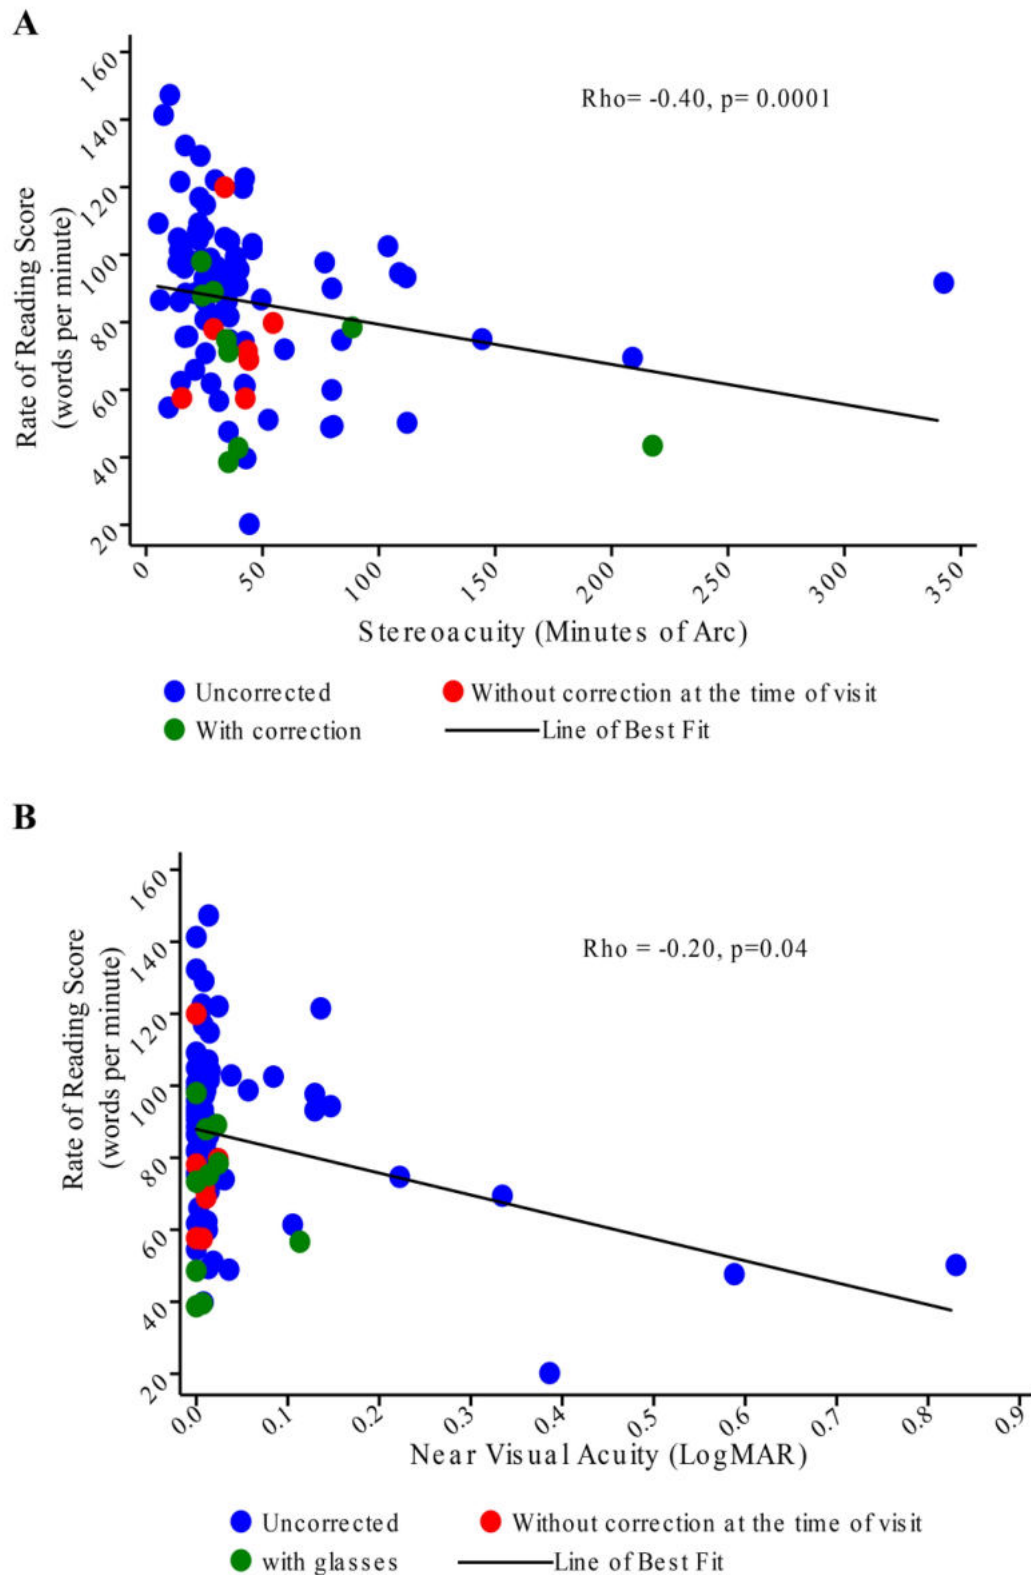 A
Rho= -0.40, p= 0.0001
Rate of Reading Score
(words per minute)
160
140
120
100
80
60
40
20
0
50
100
150
200
250
300
350
Stereoacuity (Minutes of Arc)
Uncorrected
Without correction at the time of visit
With correction
Line of Best Fit
B
Rho = -0.20, p=0.04
Rate of Reading Score
(words per minute)
160
140
120
100
80
60
40
20
0.0
0.1
0.2
0.3
0.4
0.5
0.6
0.7
0.8
0.9
Near Visual Acuity (LogMAR)
Uncorrected
Without correction at the time of visit
with glasses
Line of Best Fit